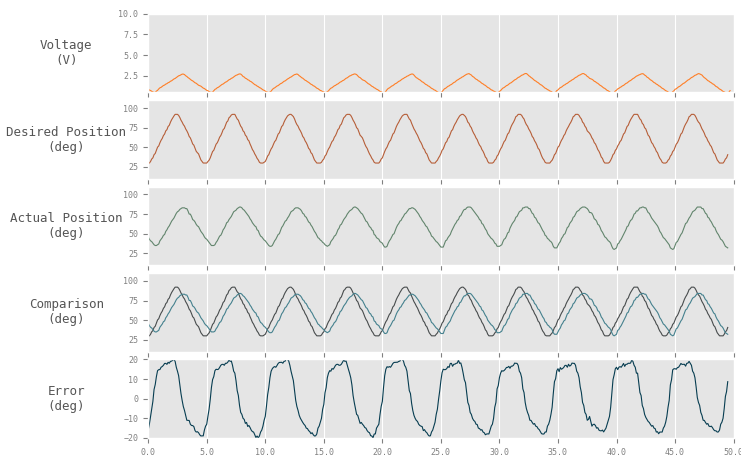 10.0
7.5
Voltage
(V)
5.0
2.5
100
Desired Position
(deg)
75
50
25
100
Actual Position
(deg)
75
50
25
100
Comparison
(deg)
75
50
25
20
10
Error
(deg)
0
−10
−20
0.0 5.0 10.0 15.0 20.0 25.0 30.0 35.0 40.0 45.0 50.0